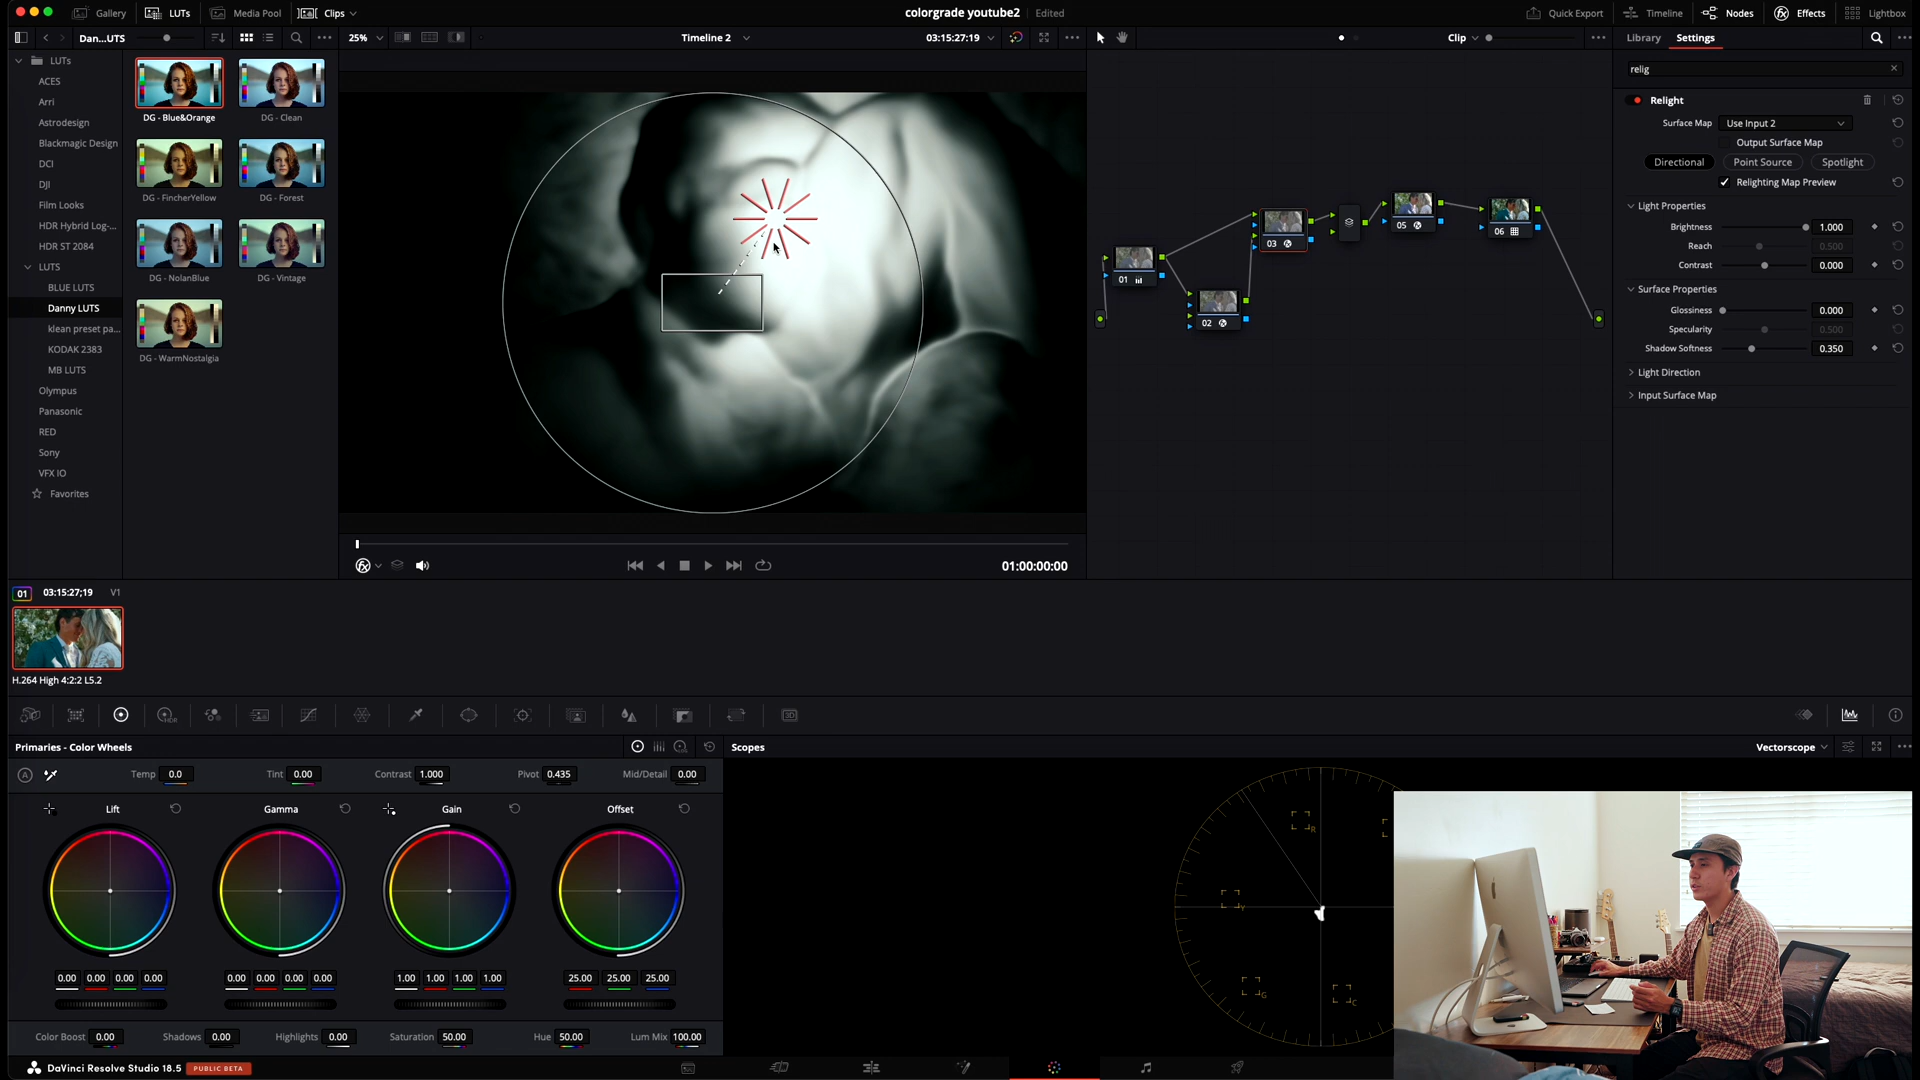 Gallery LUTs Media Pool Clips colorgrade youtube2 Edited Quick Export Timeline Nodes Effects Lightbox
Dan...UTS 25% Timeline 2 03:15:27:19 Clip Library Settings
LUTs
ACES
Arri
Astrodesign
Blackmagic Design
DCI
DJI
Film Looks
HDR Hybrid Log-...
HDR ST 2084
LUTS
BLUE LUTS
Danny LUTS
klean preset pa...
KODAK 2383
MB LUTS
Olympus
Panasonic
RED
Sony
VFX IO
Favorites
DG - Blue&Orange DG - Clean
DG - FincherYellow DG - Forest
DG - NolanBlue DG - Vintage
DG - WarmNostalgia
01:00:00:00
01
02
03
05
06
relig
Relight
Surface Map Use Input 2
Output Surface Map
Directional Point Source Spotlight
Relighting Map Preview
Light Properties
Brightness 1.000
Reach 0.500
Contrast 0.000
Surface Properties
Glossiness 0.000
Specularity 0.500
Shadow Softness 0.350
Light Direction
Input Surface Map
01 03:15:27;19 V1
H.264 High 4:2:2 L5.2
HDR
3D
Primaries - Color Wheels Scopes Vectorscope
A Temp 0.0 Tint 0.00 Contrast 1.000 Pivot 0.435 Mid/Detail 0.00
Lift Gamma Gain Offset
0.00 0.00 0.00 0.00 0.00 0.00 0.00 0.00 1.00 1.00 1.00 1.00 25.00 25.00 25.00
Color Boost 0.00 Shadows 0.00 Highlights 0.00 Saturation 50.00 Hue 50.00 Lum Mix 100.00
R
Y
G
C
DaVinci Resolve Studio 18.5 PUBLIC BETA